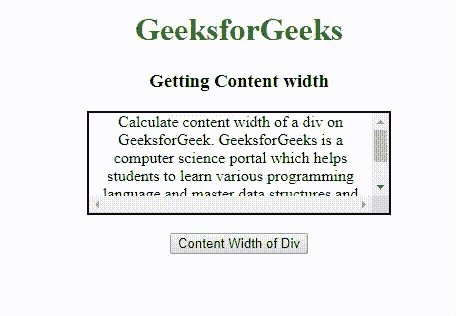 GeeksforGeeks
Getting Content width
Calculate content width of a div on
GeeksforGeek. GeeksforGeeks is a
computer science portal which helps
students to learn various programming
language and master data structures and
Content Width of Div